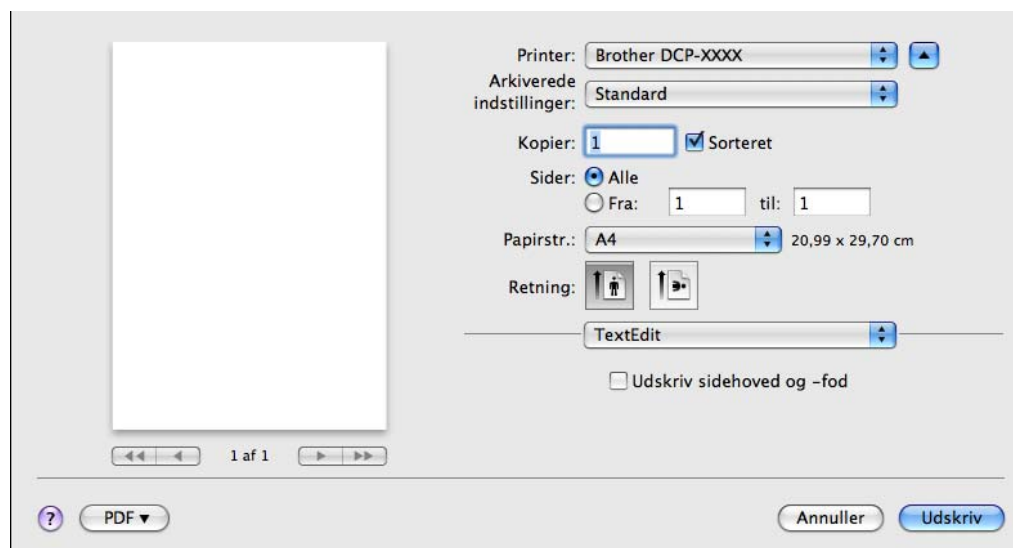 Printer: Brother DCP-XXXX
Arkiverede
indstillinger: Standard
Kopier: 1 Sorteret
Sider: Alle
Fra: 1 til: 1
Papirstr.: A4 20,99 x 29,70 cm
Retning:
TextEdit
Udskriv sidehoved og -fod
1 af 1
? PDF Annuller Udskriv